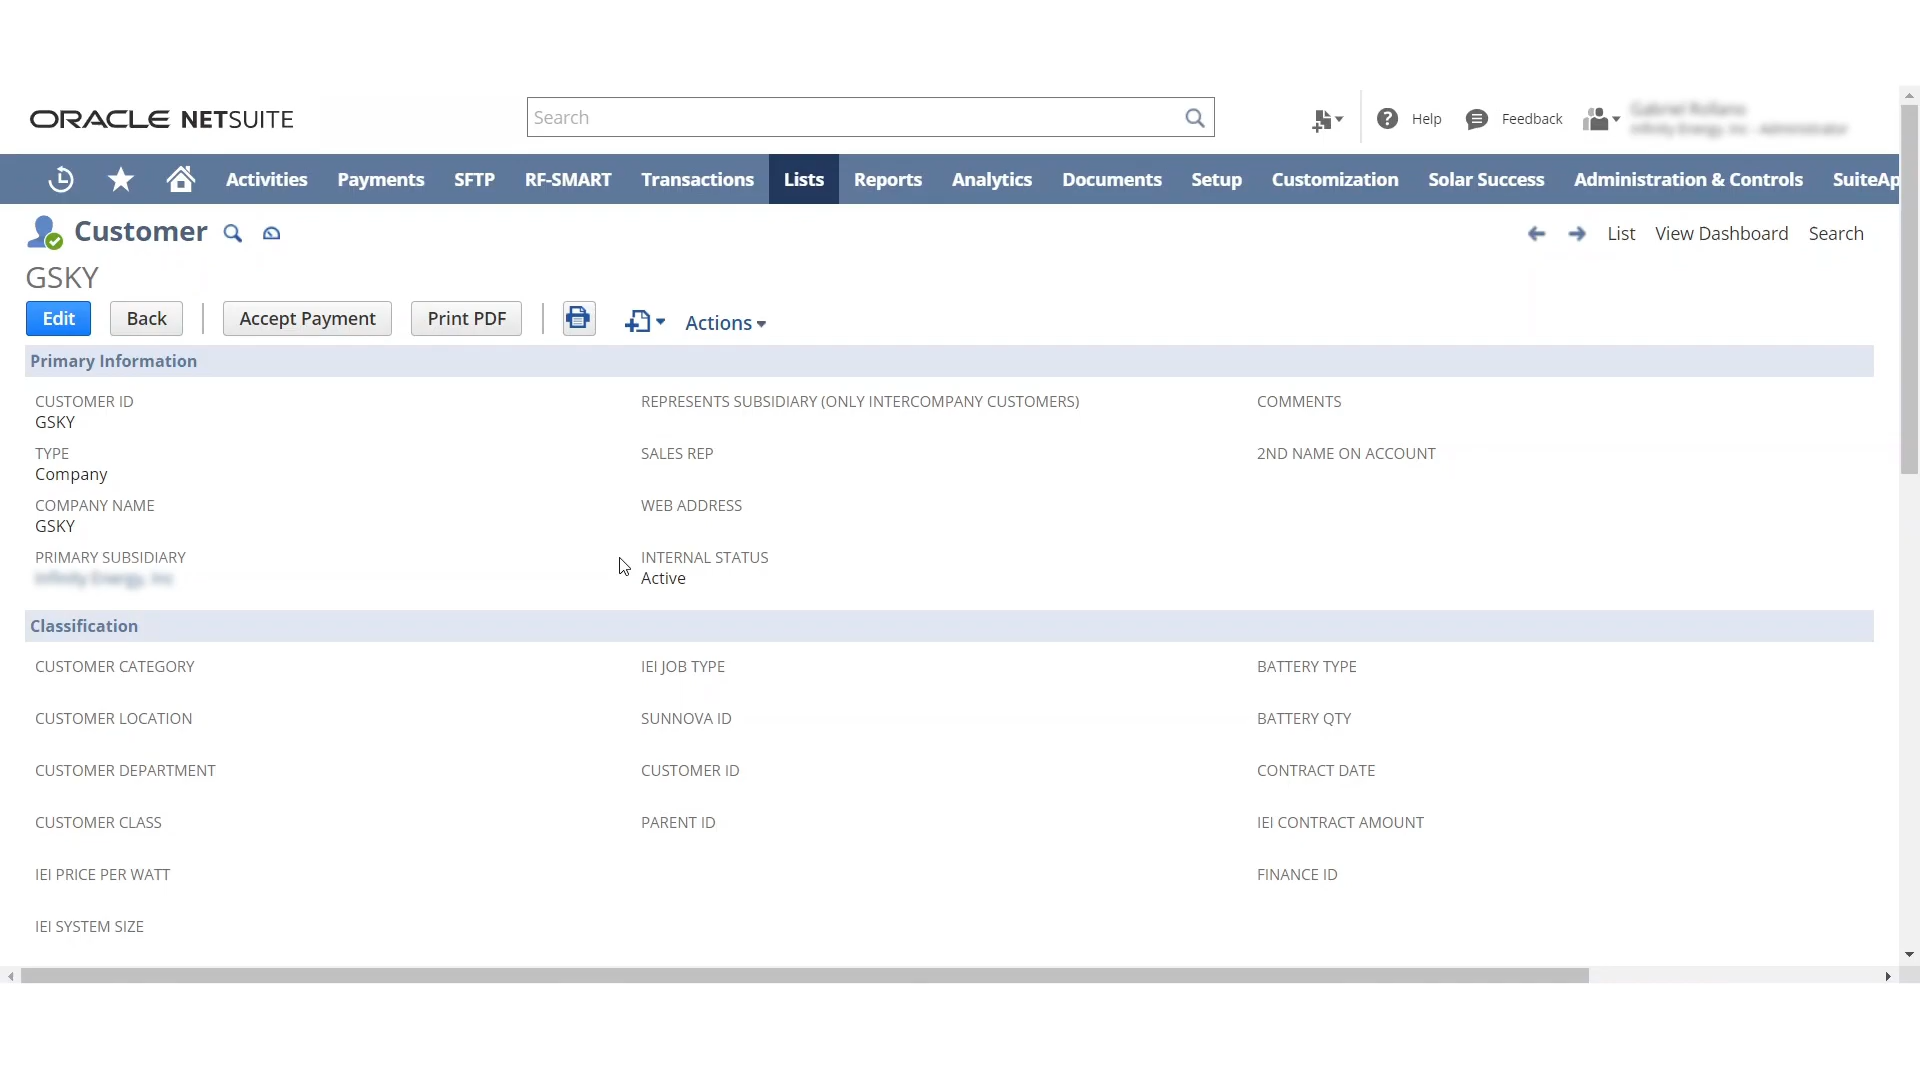 ORACLE NETSUITE
Search
Help
Feedback
Activities
Payments
SFTP
RF-SMART
Transactions
Lists
Reports
Analytics
Documents
Setup
Customization
Solar Success
Administration & Controls
SuiteAp
Customer
List
View Dashboard
Search
GSKY
Edit
Back
Accept Payment
Print PDF
Actions
Primary Information
CUSTOMER ID
GSKY
TYPE
Company
COMPANY NAME
GSKY
PRIMARY SUBSIDIARY
REPRESENTS SUBSIDIARY (ONLY INTERCOMPANY CUSTOMERS)
SALES REP
WEB ADDRESS
INTERNAL STATUS
Active
COMMENTS
2ND NAME ON ACCOUNT
Classification
CUSTOMER CATEGORY
CUSTOMER LOCATION
CUSTOMER DEPARTMENT
CUSTOMER CLASS
IEI PRICE PER WATT
IEI SYSTEM SIZE
IEI JOB TYPE
SUNNOVA ID
CUSTOMER ID
PARENT ID
BATTERY TYPE
BATTERY QTY
CONTRACT DATE
IEI CONTRACT AMOUNT
FINANCE ID